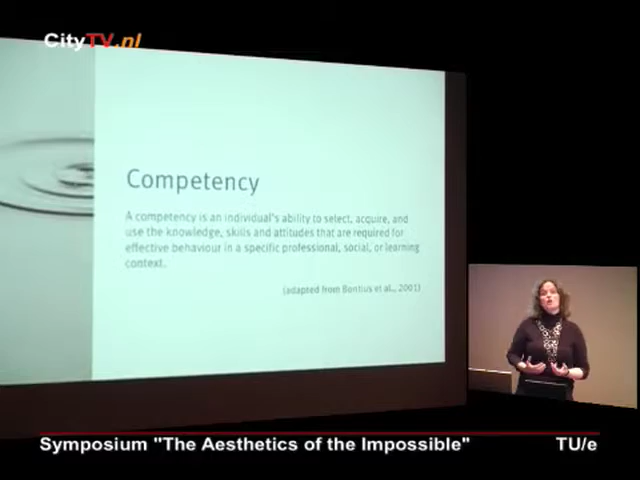 CityTV.nl
Competency
A competency is an individual's ability to select, acquire, and
use the knowledge, skills and attitudes that are required for
effective behaviour in a specific professional, social, or learning
context.
(adapted from Bontius et al., 2001)
Symposium "The Aesthetics of the Impossible"
TU/e